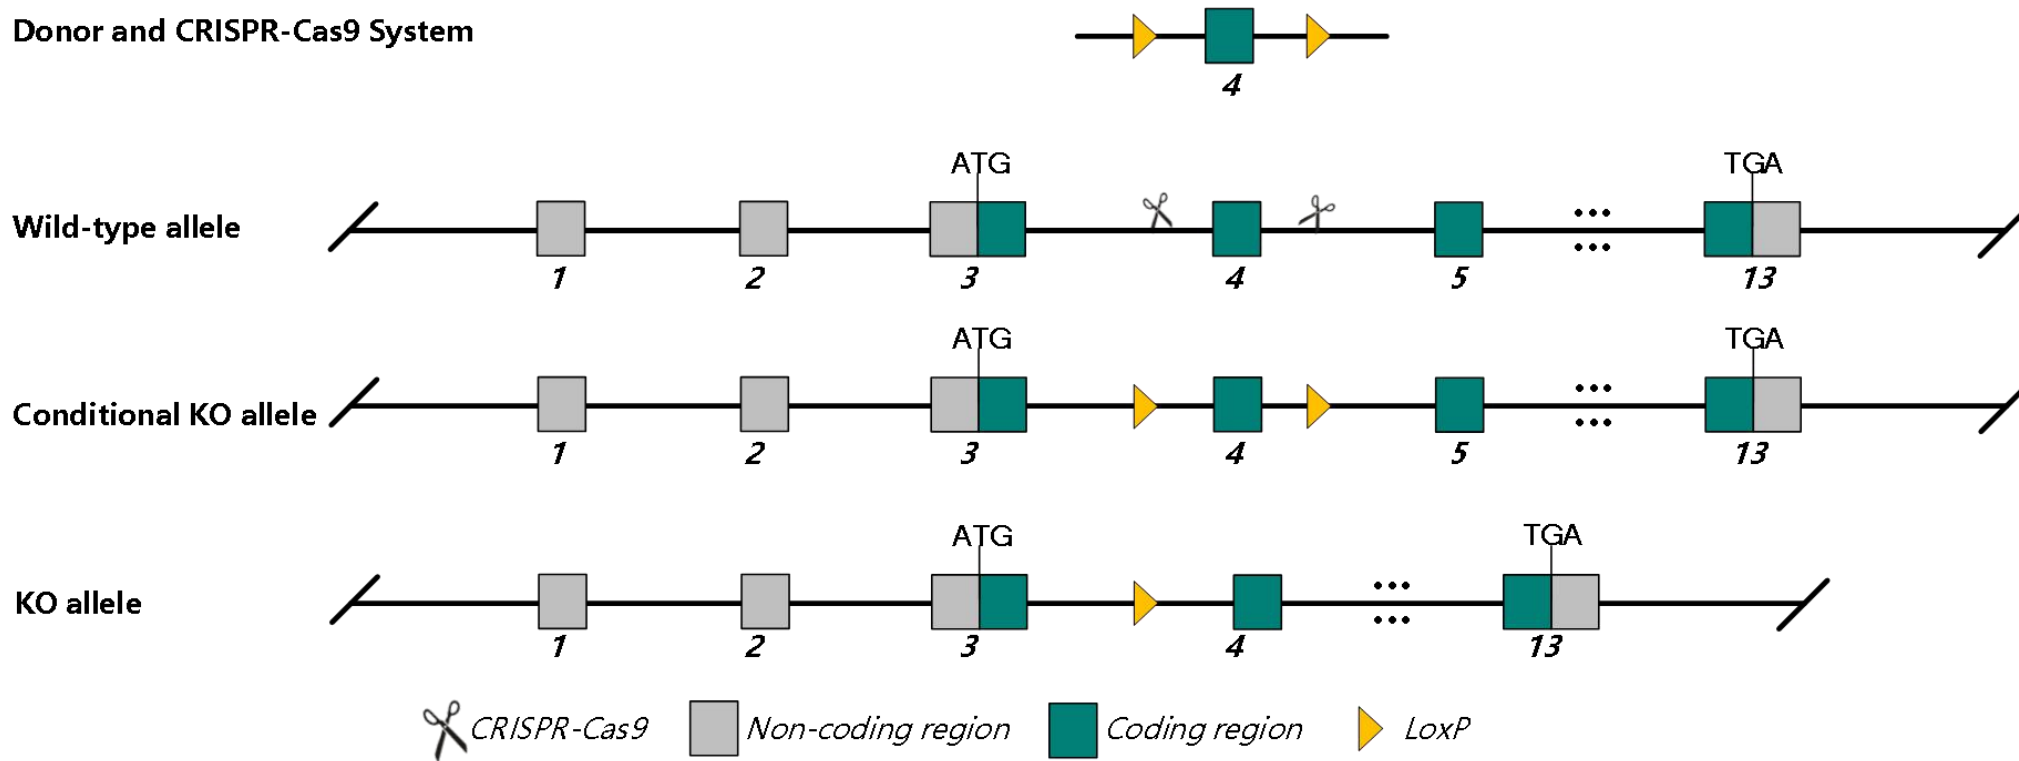 Donor and CRISPR-Cas9 System
4
ATG TGA
Wild-type allele
1 2 3 4 5 13
ATG TGA
Conditional KO allele
1 2 3 4 5 13
ATG TGA
KO allele
1 2 3 4 13
CRISPR-Cas9 Non-coding region Coding region LoxP